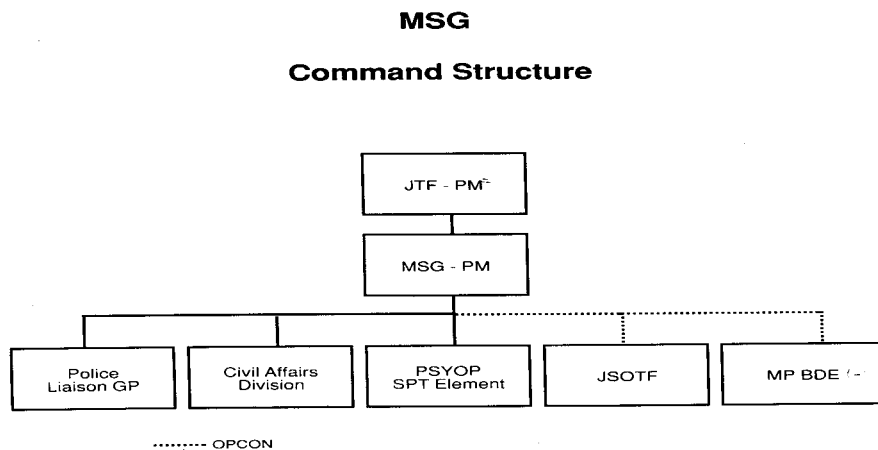 MSG
Command Structure
JTF - PM
MSG - PM
Police
Liaison GP
Civil Affairs
Division
PSYOP
SPT Element
JSOTF
MP BDE (-
OPCON